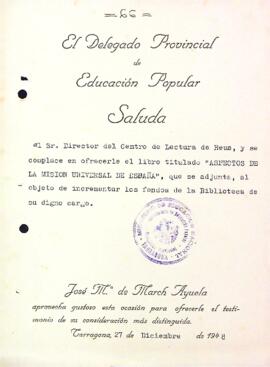 =66=
El Delegado Provincial
de
Educación Popular
Saluda
al Sr. Director del Centro de Lectura de Reus, y se
complace en ofrecerle el libro titulado "ASPECTOS DE
LA MISION UNIVERSAL DE ESPAÑA", que se adjunta, al
objeto de incrementar los fondos de la Biblioteca de
su digno cargo.
José Mª de March Ayuela
aprovecha gustoso esta ocasión para ofrecerle el testi-
monio de su consideración más distinguida.
Tarragona, 27 de Diciembre de 1948